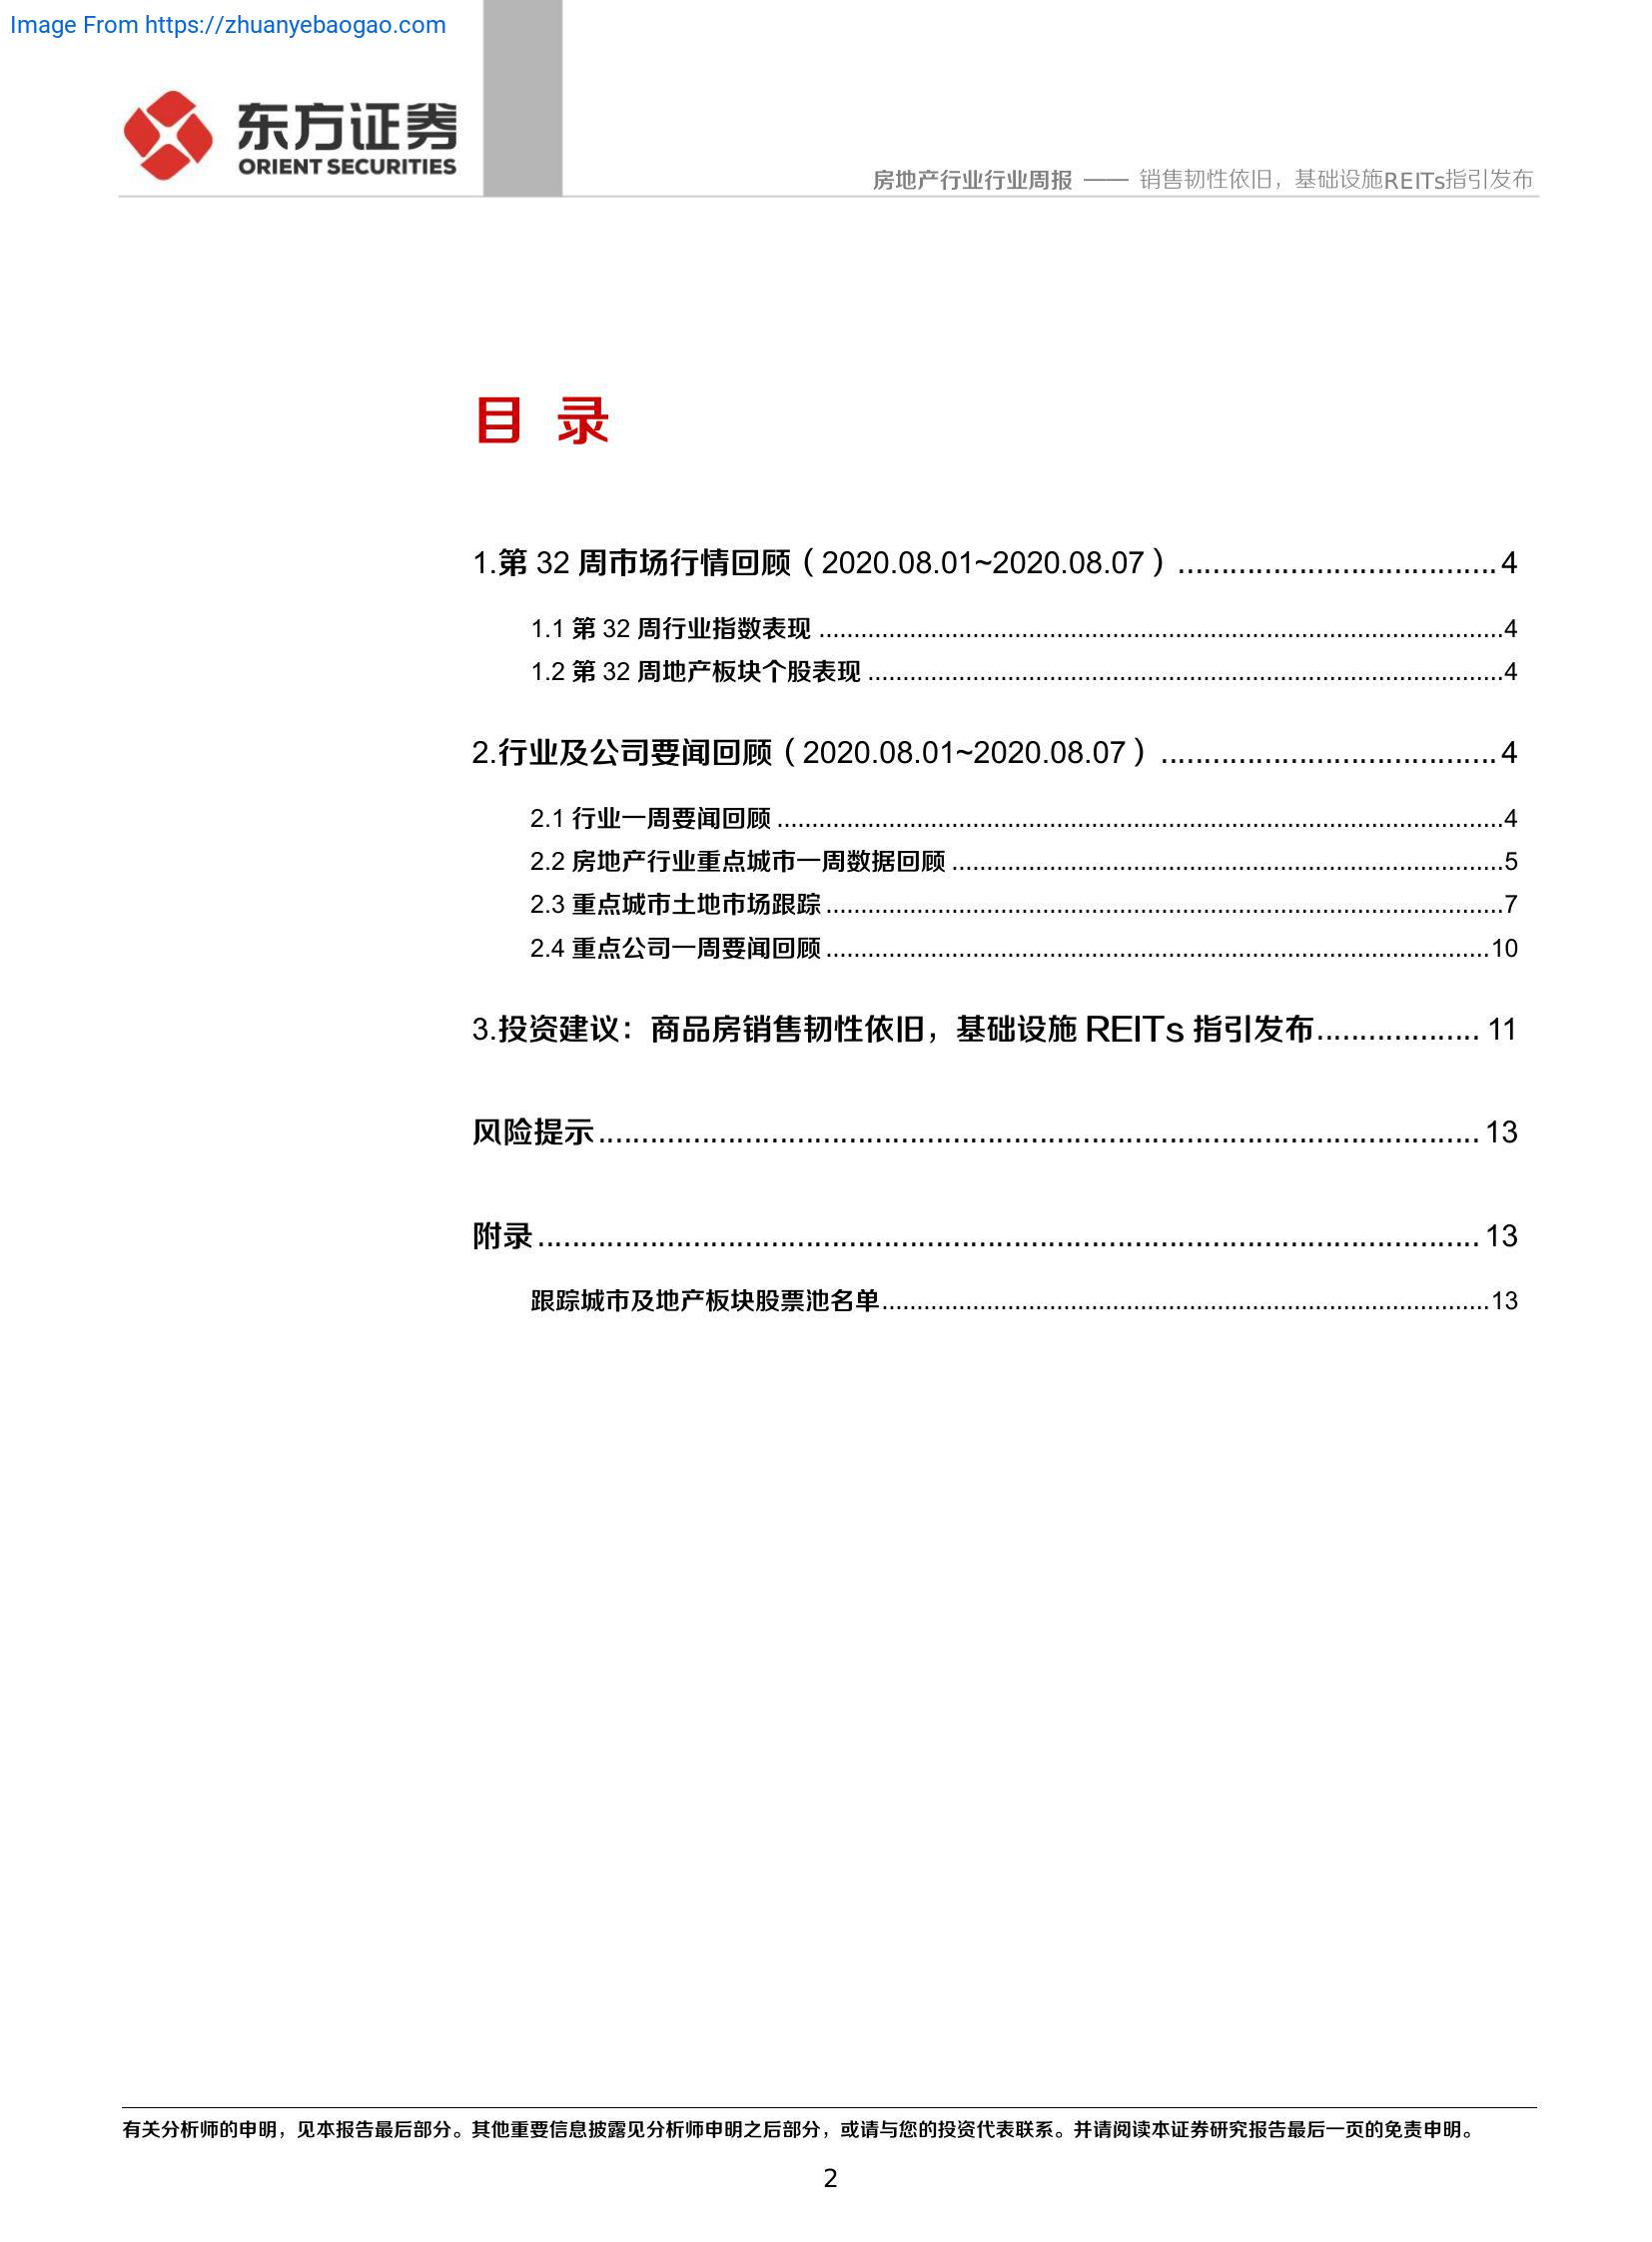 Image From https://zhuanyebaogao.com
东方证券
ORIENT SECURITIES
房地产行业行业周报 —— 销售韧性依旧，基础设施REITs指引发布
目 录
1.第 32 周市场行情回顾（2020.08.01~2020.08.07）.....................................4
1.1 第 32 周行业指数表现 ..................................................................................................4
1.2 第 32 周地产板块个股表现 ...........................................................................................4
2.行业及公司要闻回顾（2020.08.01~2020.08.07）.......................................4
2.1 行业一周要闻回顾 ........................................................................................................4
2.2 房地产行业重点城市一周数据回顾 ...............................................................................5
2.3 重点城市土地市场跟踪 .................................................................................................7
2.4 重点公司一周要闻回顾 ...............................................................................................10
3.投资建议：商品房销售韧性依旧，基础设施 REITs 指引发布................... 11
风险提示...................................................................................................... 13
附录............................................................................................................. 13
跟踪城市及地产板块股票池名单.......................................................................................13
有关分析师的申明，见本报告最后部分。其他重要信息披露见分析师申明之后部分，或请与您的投资代表联系。并请阅读本证券研究报告最后一页的免责申明。
2